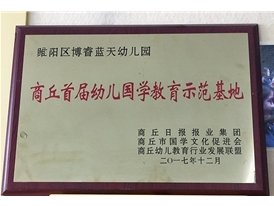 睢阳区博睿蓝天幼儿园
商丘首届幼儿国学教育示范基地
商丘日报报业集团
商丘市国学文化促进会
商丘幼儿教育行业发展联盟
二〇一七年十二月